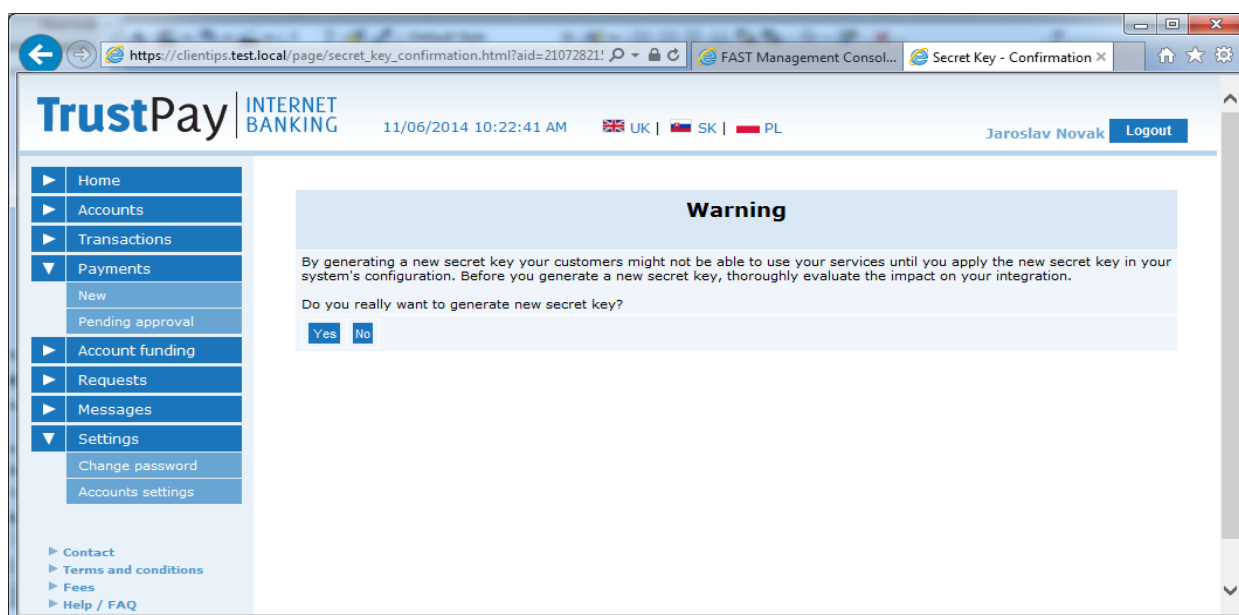 https://clientips.test.local/page/secret_key_confirmation.html?aid=21072821!
FAST Management Consol...
Secret Key - Confirmation
TrustPay INTERNET BANKING
11/06/2014 10:22:41 AM
UK | SK | PL
Jaroslav Novak
Logout
Home
Accounts
Transactions
Payments
New
Pending approval
Account funding
Requests
Messages
Settings
Change password
Accounts settings
Contact
Terms and conditions
Fees
Help / FAQ
Warning
By generating a new secret key your customers might not be able to use your services until you apply the new secret key in your
system's configuration. Before you generate a new secret key, thoroughly evaluate the impact on your integration.
Do you really want to generate new secret key?
Yes No